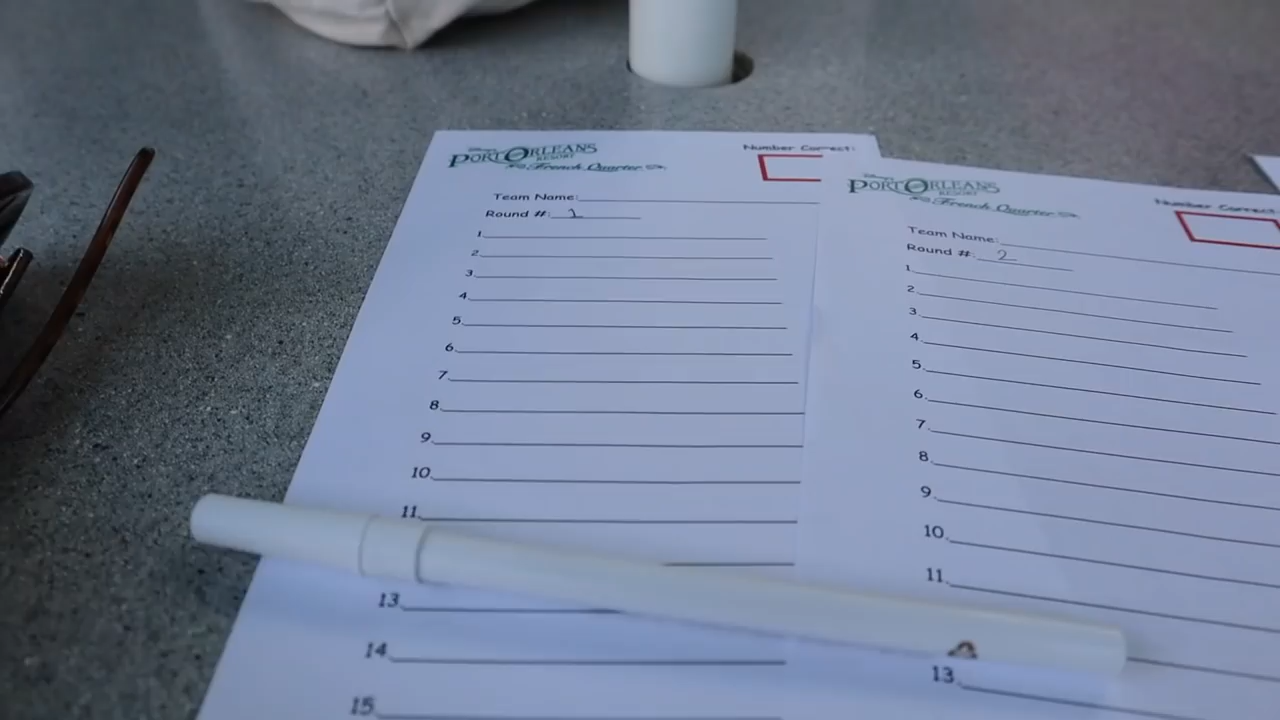 Disney's
PORT ORLEANS
RESORT
French Quarter
Number Correct:
Team Name:
Round #: 1
1.
2.
3.
4.
5.
6.
7.
8.
9.
10.
11.
13.
14.
15.
Disney's
PORT ORLEANS
RESORT
French Quarter
Number Correct:
Team Name:
Round #: 2
1.
2.
3.
4.
5.
6.
7.
8.
9.
10.
11.
13.